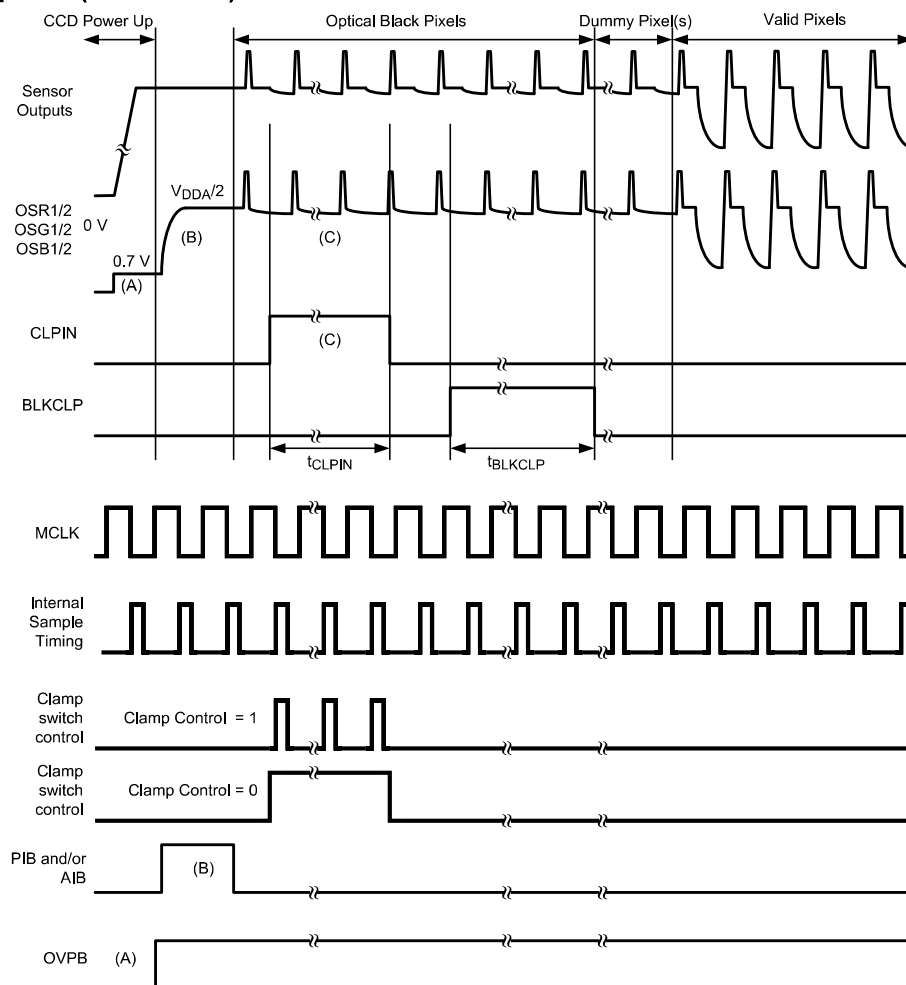 CCD Power Up
Optical Black Pixels
Dummy Pixel(s)
Valid Pixels
Sensor
Outputs
VDDA/2
OSR1/2
OSG1/2
OSB1/2
0 V
(B)
(C)
0.7 V
(A)
CLPIN
(C)
BLKCLP
tCLPIN
tBLKCLP
MCLK
Internal
Sample
Timing
Clamp
switch
control
Clamp Control = 1
Clamp
switch
control
Clamp Control = 0
PIB and/or
AIB
(B)
OVPB
(A)